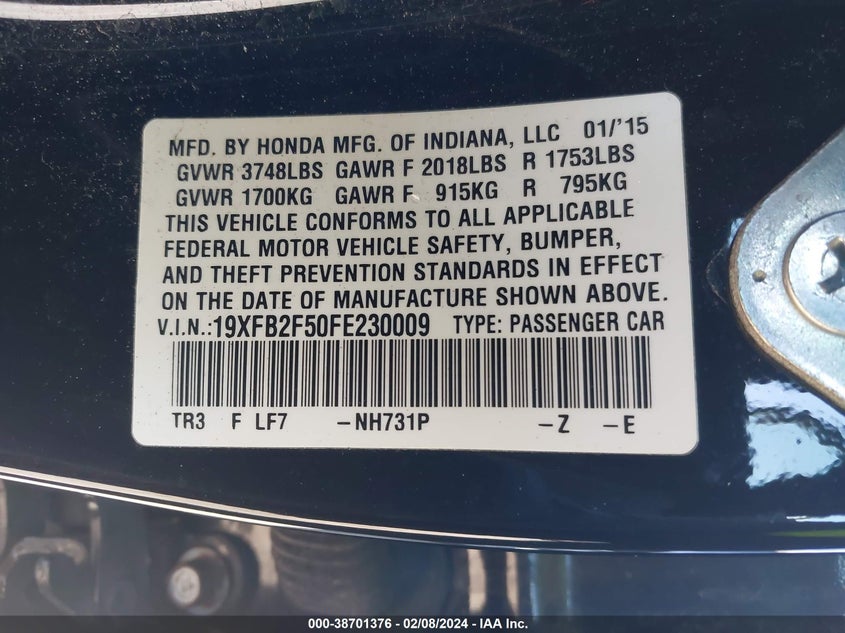 MFD. BY HONDA MFG. OF INDIANA, LLC 01/'15
GVWR 3748LBS GAWR F 2018LBS R 1753LBS
GVWR 1700KG GAWR F 915KG R 795KG
THIS VEHICLE CONFORMS TO ALL APPLICABLE
FEDERAL MOTOR VEHICLE SAFETY, BUMPER,
AND THEFT PREVENTION STANDARDS IN EFFECT
ON THE DATE OF MANUFACTURE SHOWN ABOVE.
V.I.N.:19XFB2F50FE230009 TYPE: PASSENGER CAR
TR3 F LF7 -NH731P -Z -E
000-38701376 - 02/08/2024 - IAA Inc.